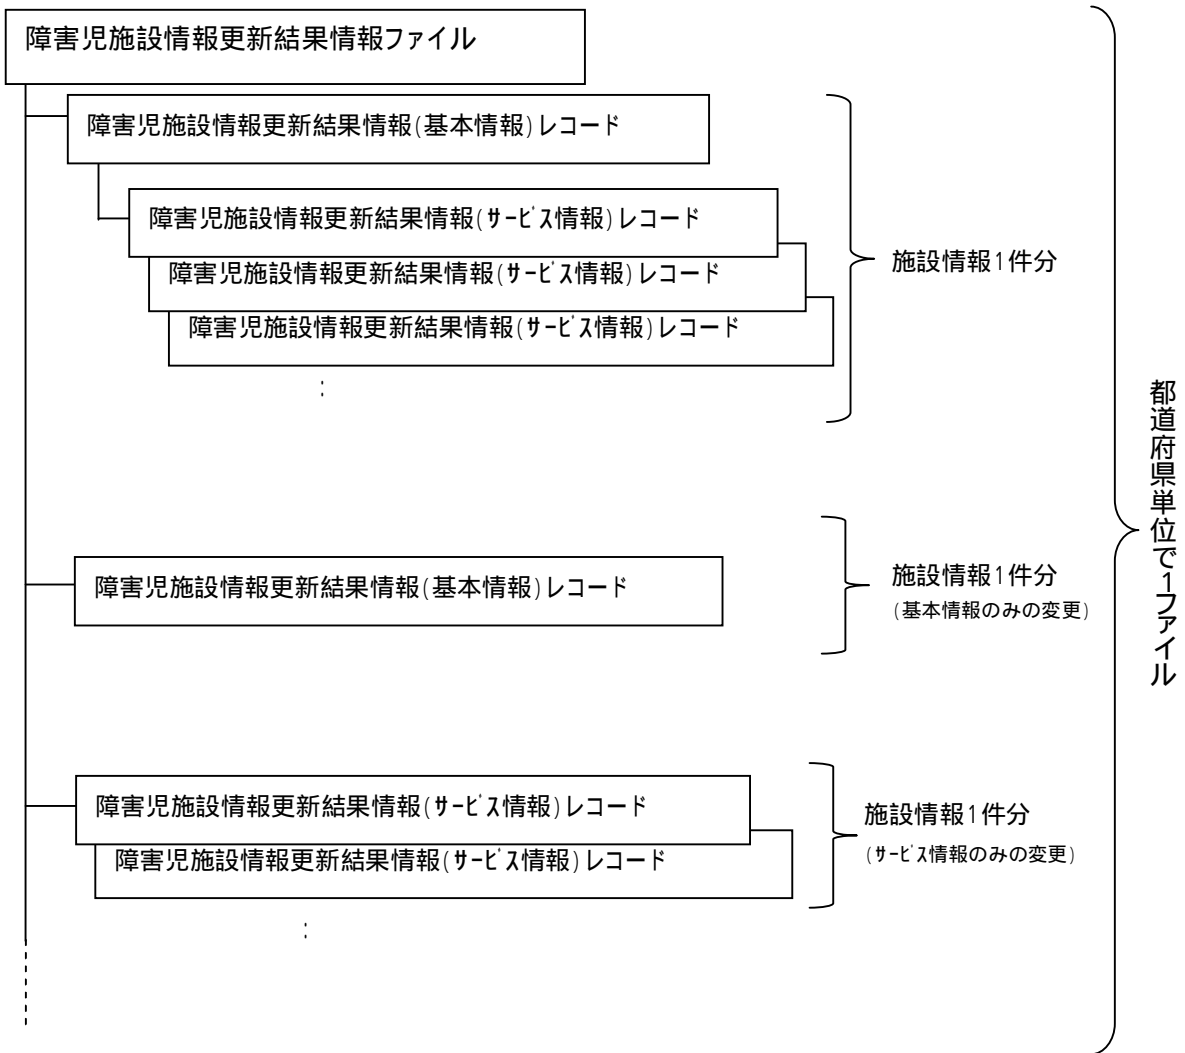 障害児施設情報更新結果情報ファイル
障害児施設情報更新結果情報(基本情報)レコード
障害児施設情報更新結果情報(ｻｰﾋﾞｽ情報)レコード
障害児施設情報更新結果情報(ｻｰﾋﾞｽ情報)レコード
障害児施設情報更新結果情報(ｻｰﾋﾞｽ情報)レコード
：
施設情報1件分
障害児施設情報更新結果情報(基本情報)レコード
施設情報1件分
(基本情報のみの変更)
障害児施設情報更新結果情報(ｻｰﾋﾞｽ情報)レコード
障害児施設情報更新結果情報(ｻｰﾋﾞｽ情報)レコード
：
施設情報1件分
(ｻｰﾋﾞｽ情報のみの変更)
都道府県単位で1ファイル